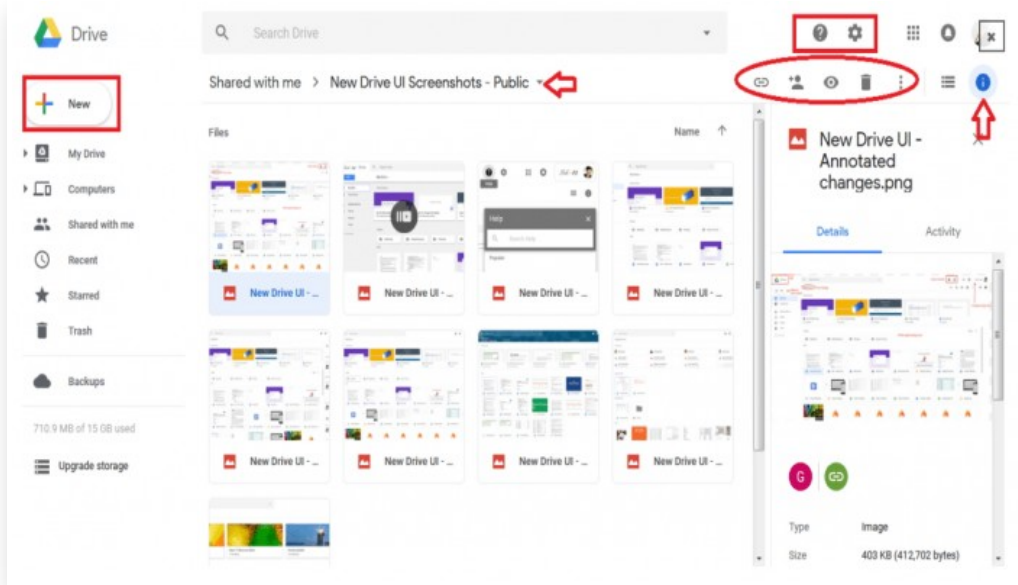 Drive
Search Drive
New
Shared with me > New Drive UI Screenshots - Public
Files
Name
My Drive
Computers
Shared with me
Recent
Starred
Trash
Backups
710.9 MB of 15 GB used
Upgrade storage
Help
Search Help
New Drive UI - ...
New Drive UI - ...
New Drive UI - ...
New Drive UI - ...
New Drive UI - ...
New Drive UI - ...
New Drive UI - ...
New Drive UI - ...
New Drive UI -
Annotated
changes.png
Details
Activity
G
Type Image
Size 403 KB (412,702 bytes)